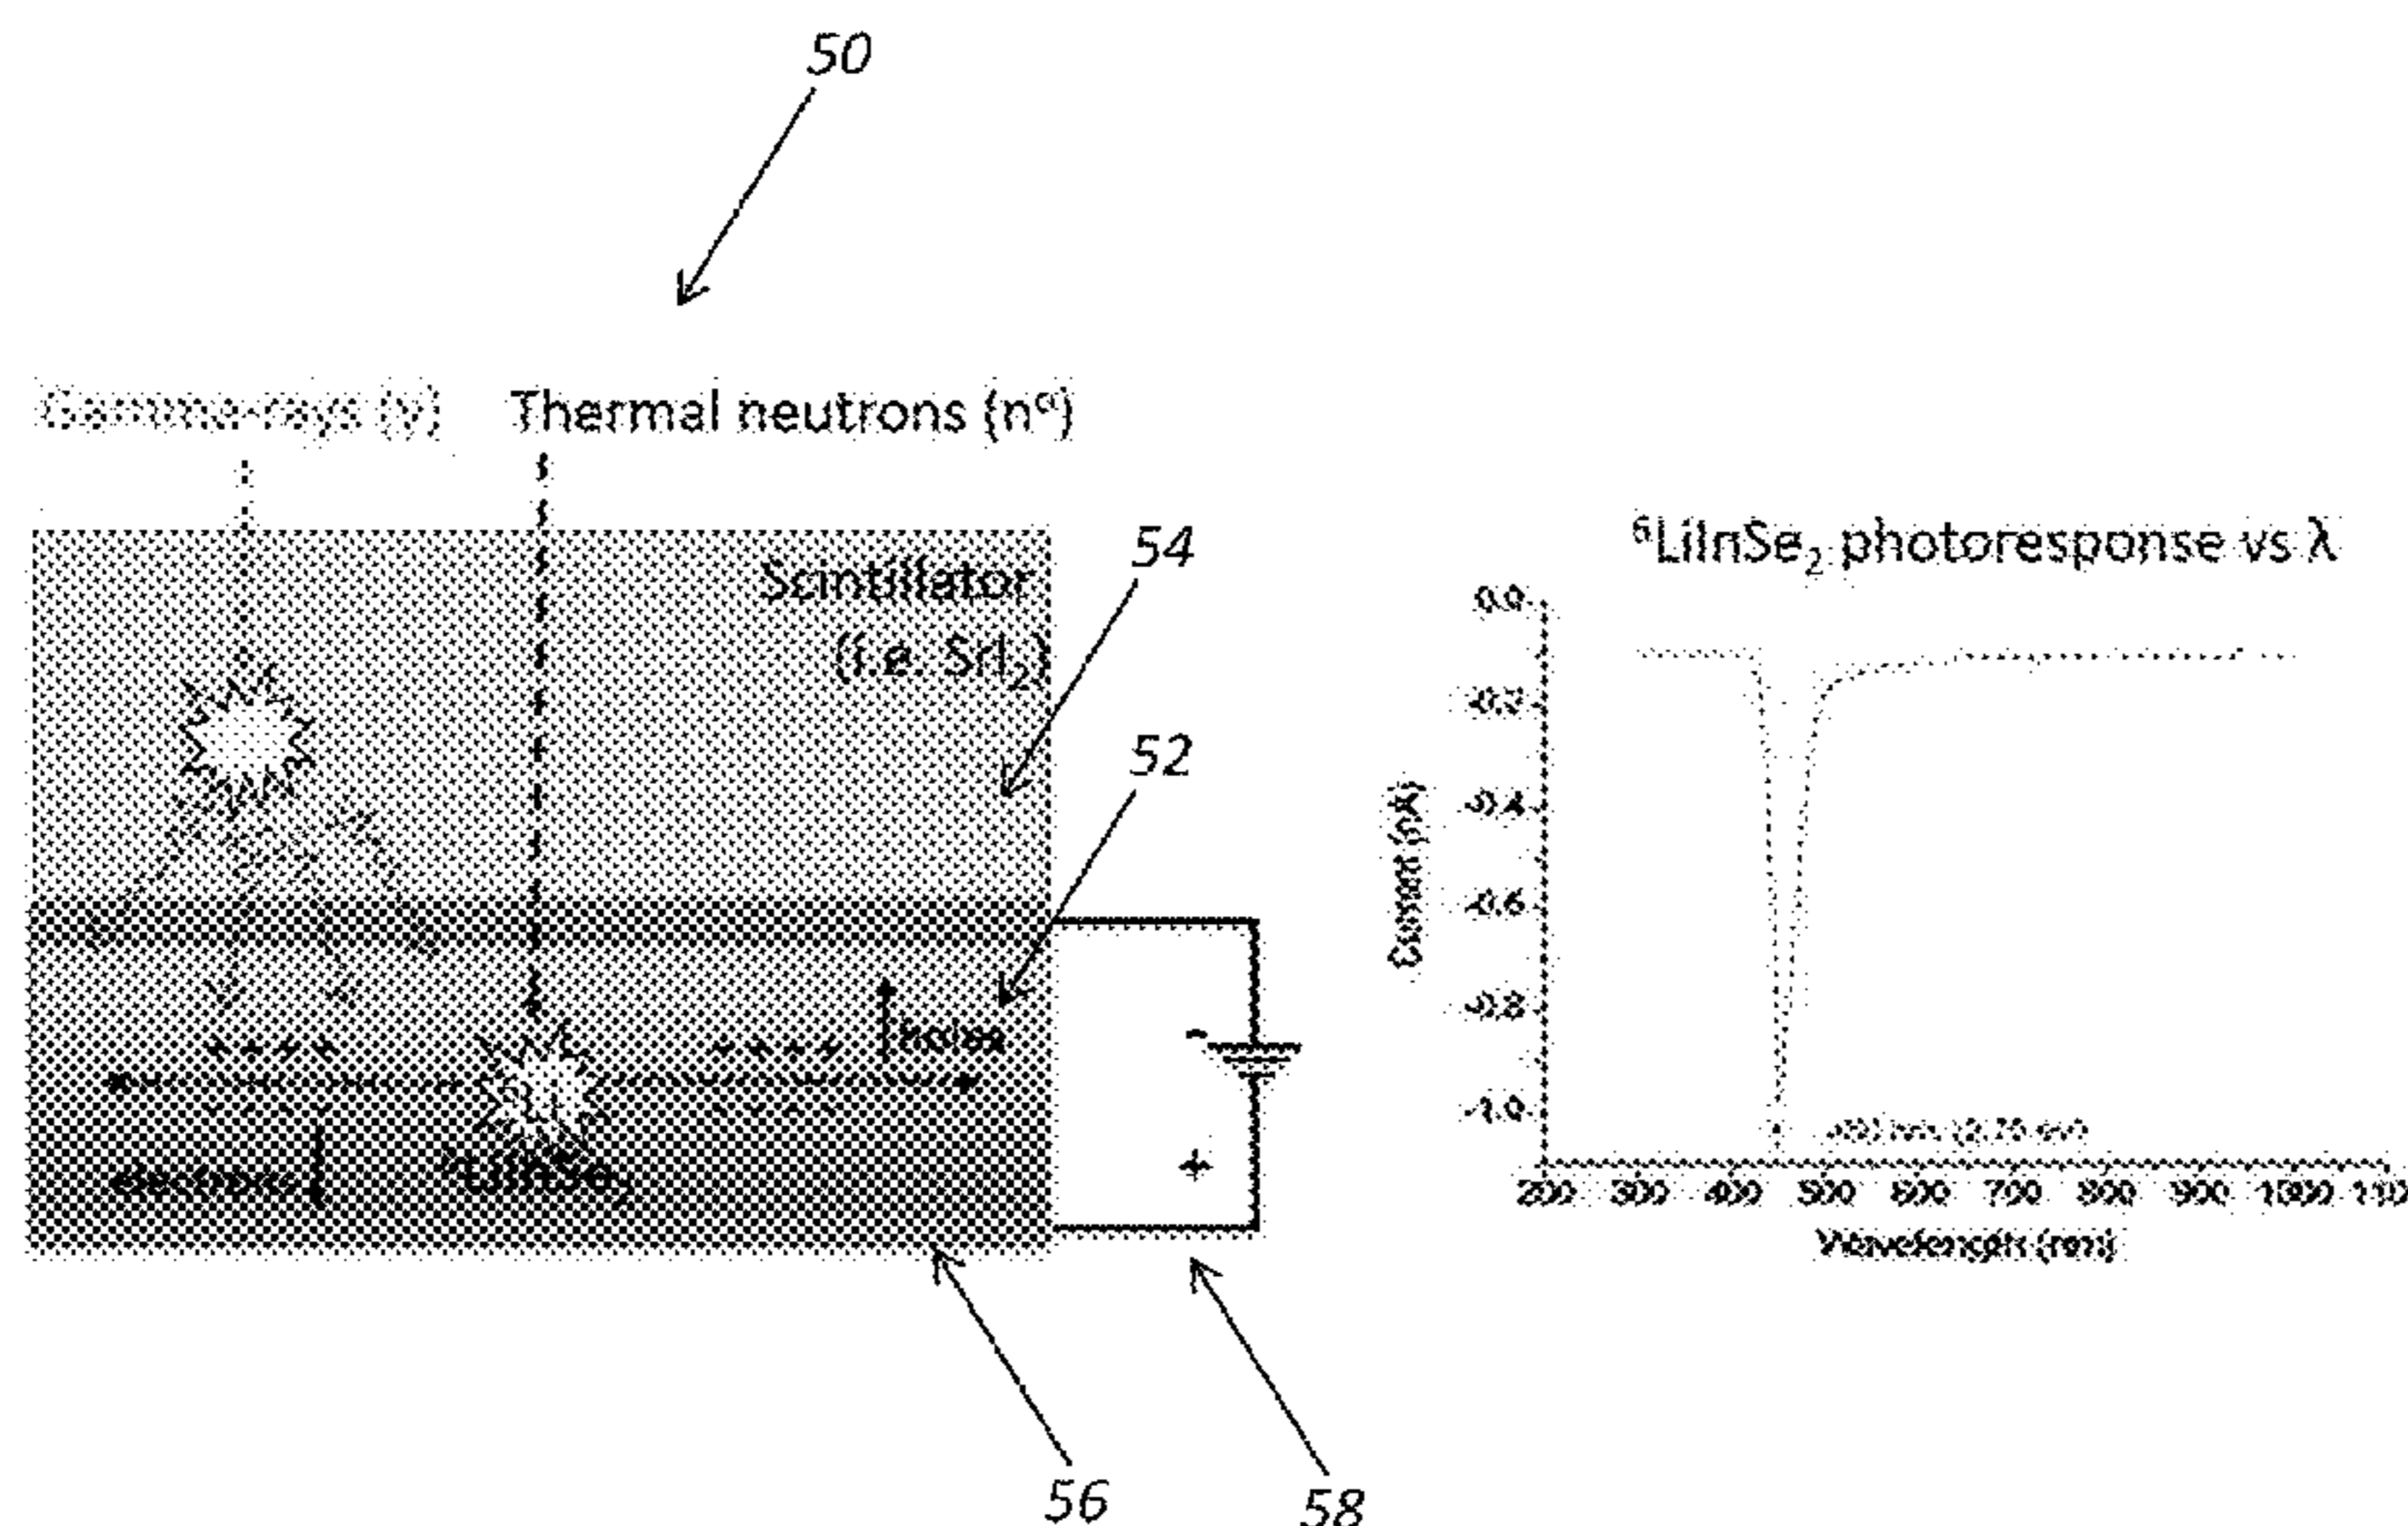 50
Gamma-rays (γ)
Thermal neutrons (nᵅ)
Scintillator
(i.e. SrI₂)
54
52
holes
electrons
⁶LiInSe₂
-
+
56
58
⁶LiInSe₂ photoresponse vs λ
0.0
-0.2
-0.4
-0.6
-0.8
-1.0
Current (nA)
200 300 400 500 600 700 800 900 1000
Wavelength (nm)